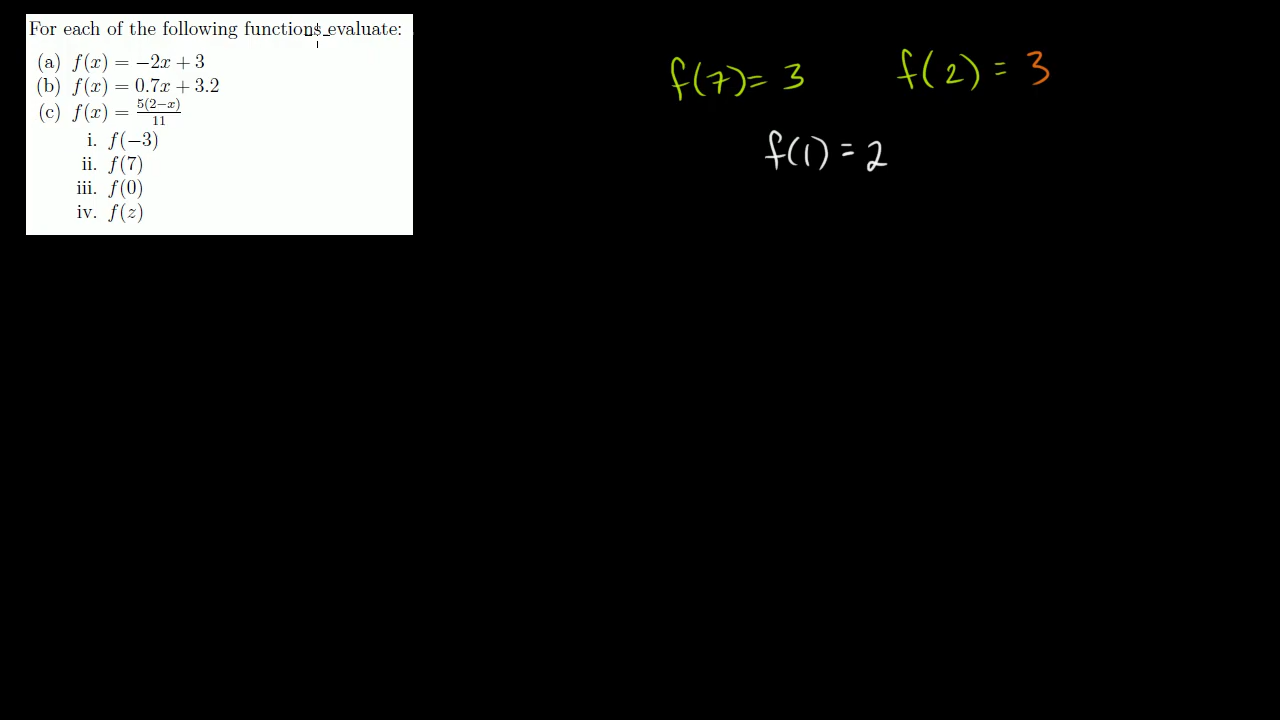 For each of the following functions evaluate:
(a) f(x) = −2x + 3
(b) f(x) = 0.7x + 3.2
(c) f(x) = 5(2−x)/11
i. f(−3)
ii. f(7)
iii. f(0)
iv. f(z)
f(7)= 3
f(2) = 3
f(1) = 2